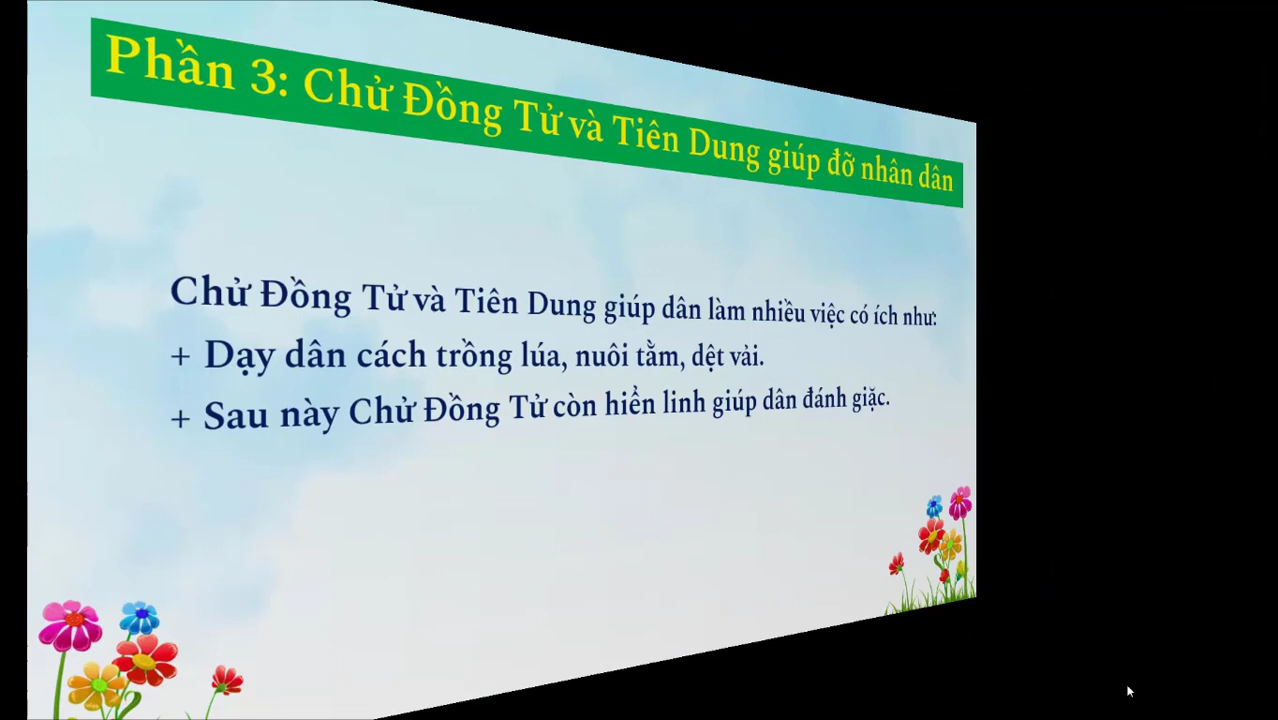 Phần 3: Chử Đồng Tử và Tiên Dung giúp đỡ nhân dân
Chử Đồng Tử và Tiên Dung giúp dân làm nhiều việc có ích như:
+ Dạy dân cách trồng lúa, nuôi tằm, dệt vải.
+ Sau này Chử Đồng Tử còn hiển linh giúp dân đánh giặc.